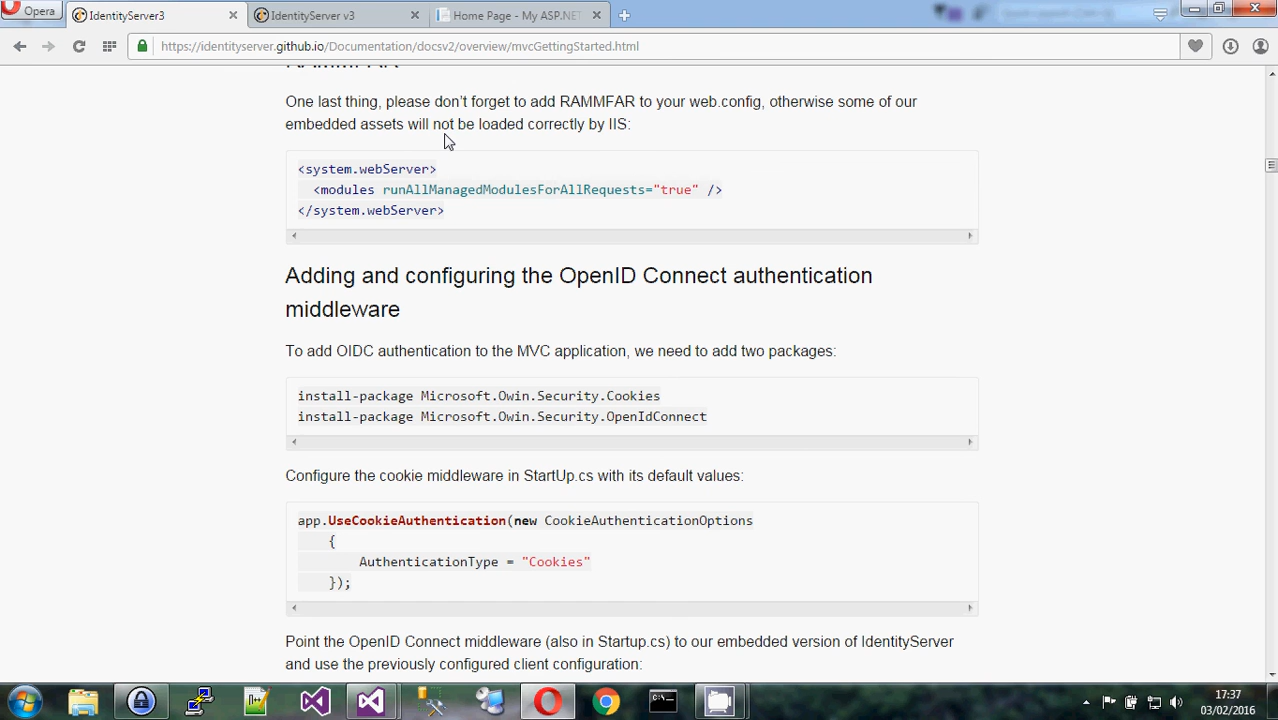 Opera
IdentityServer3
IdentityServer v3
Home Page - My ASP.NET
https://identityserver.github.io/Documentation/docsv2/overview/mvcGettingStarted.html
RAMMFAR
One last thing, please don't forget to add RAMMFAR to your web.config, otherwise some of our
embedded assets will not be loaded correctly by IIS:
<system.webServer>
<modules runAllManagedModulesForAllRequests="true" />
</system.webServer>
Adding and configuring the OpenID Connect authentication
middleware
To add OIDC authentication to the MVC application, we need to add two packages:
install-package Microsoft.Owin.Security.Cookies
install-package Microsoft.Owin.Security.OpenIdConnect
Configure the cookie middleware in StartUp.cs with its default values:
app.UseCookieAuthentication(new CookieAuthenticationOptions
{
AuthenticationType = "Cookies"
});
Point the OpenID Connect middleware (also in Startup.cs) to our embedded version of IdentityServer
and use the previously configured client configuration:
17:37
03/02/2016